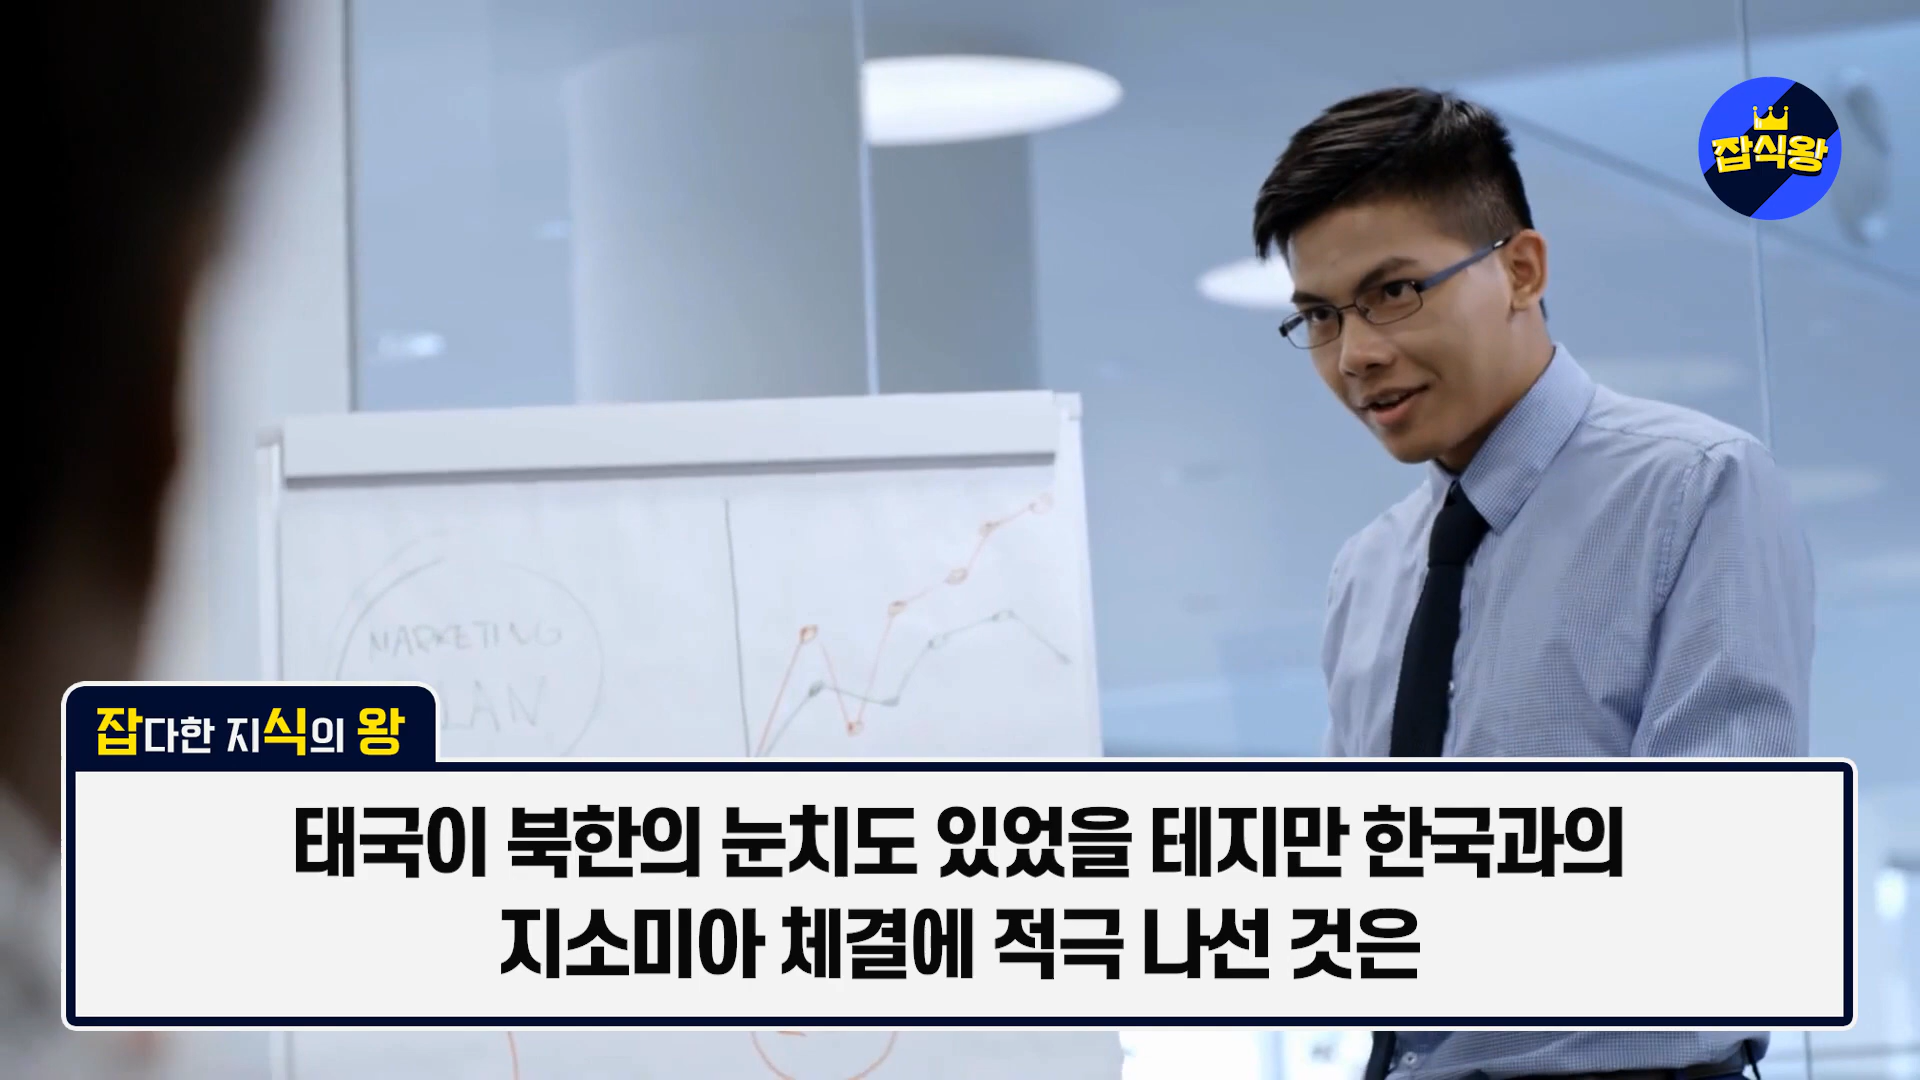 잡식왕
MARKETING
PLAN
잡다한 지식의 왕
태국이 북한의 눈치도 있었을 테지만 한국과의
지소미아 체결에 적극 나선 것은